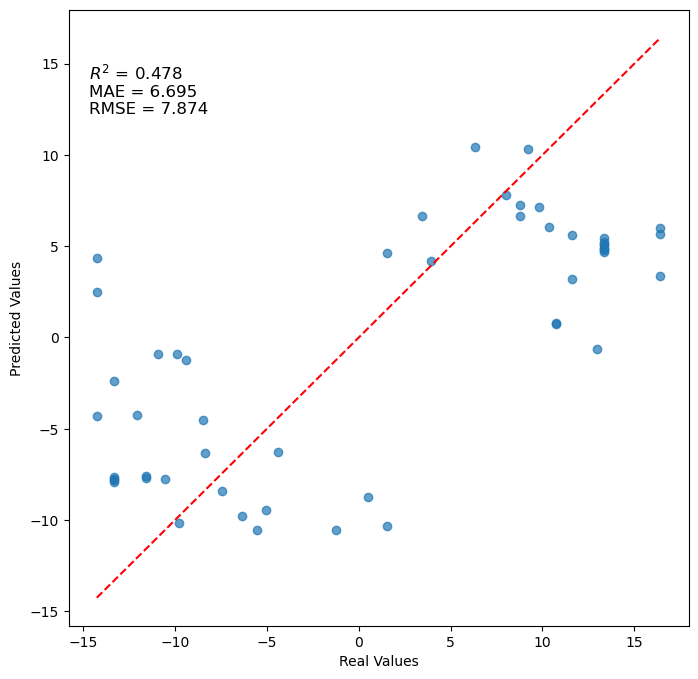 R² = 0.478
MAE = 6.695
RMSE = 7.874
15
10
5
0
−5
−10
−15
Predicted Values
−15 −10 −5 0 5 10 15
Real Values